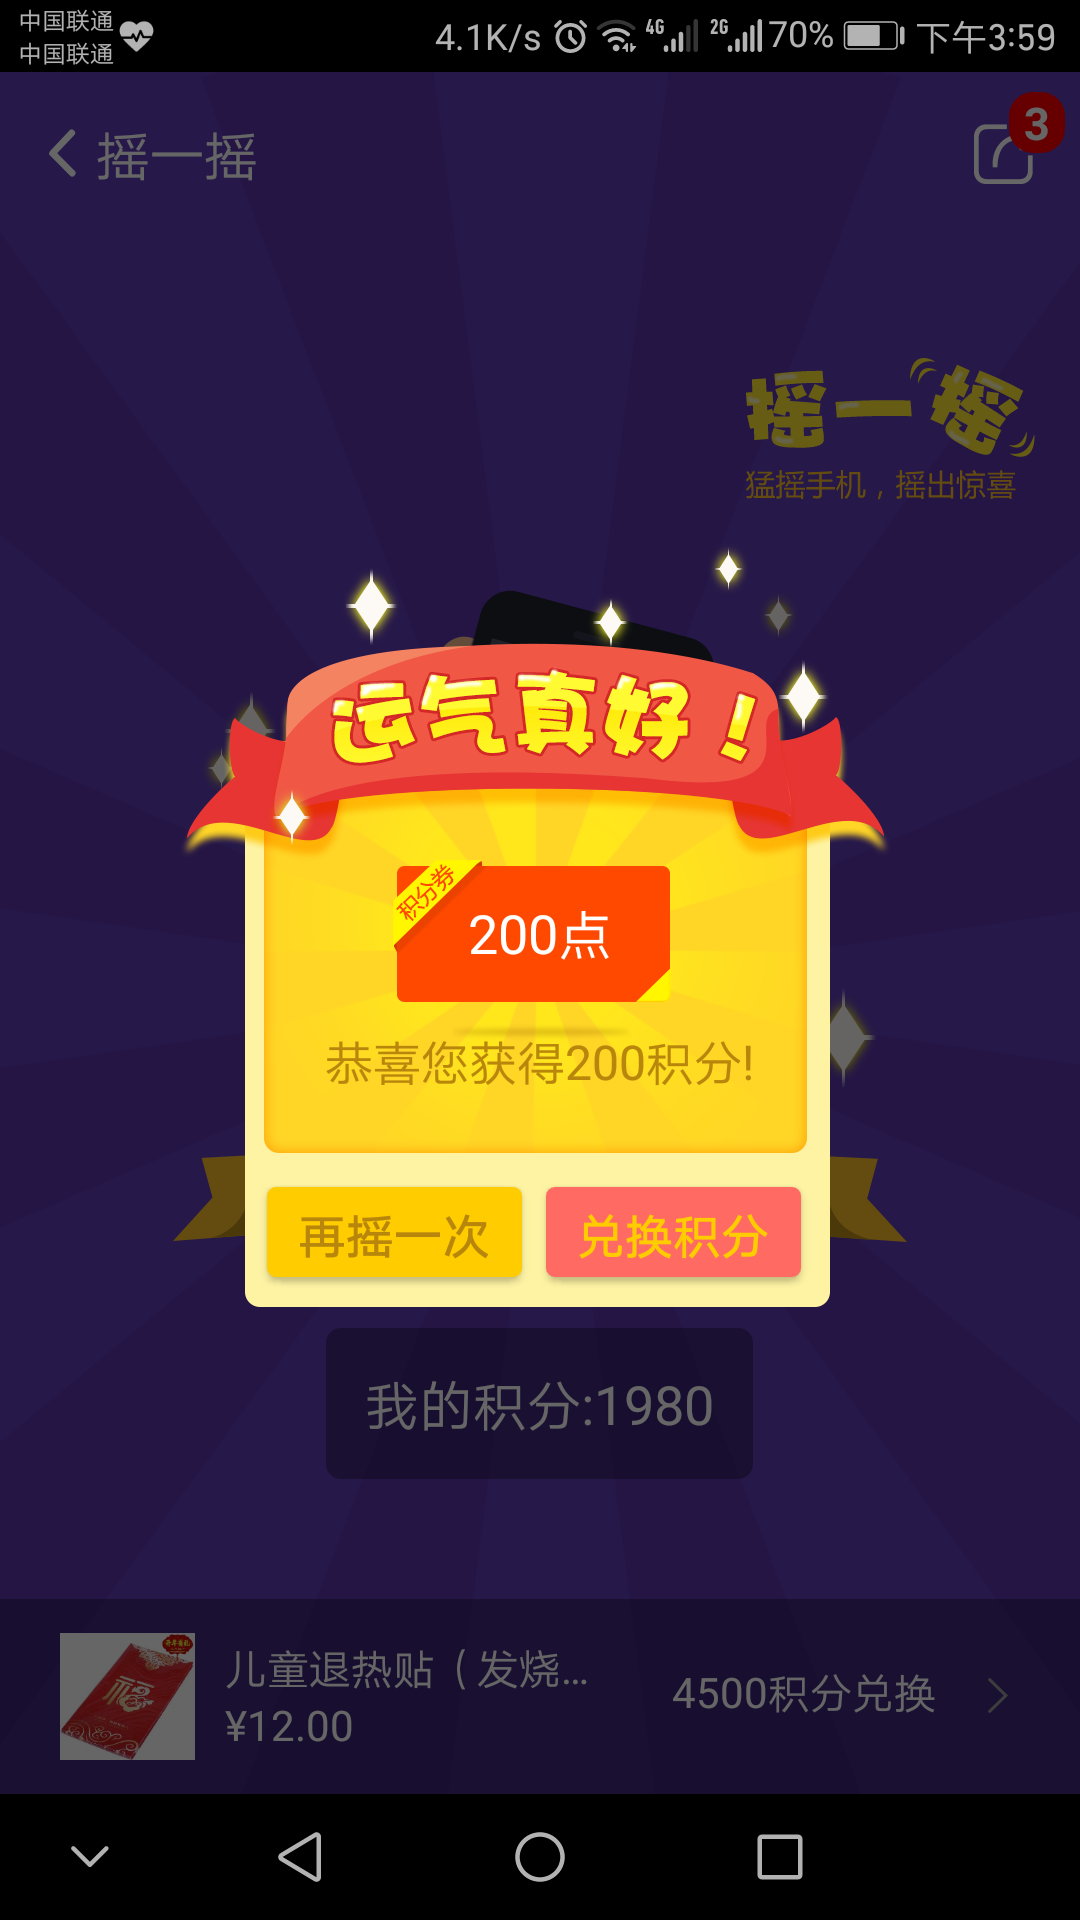 中国联通
中国联通
4.1K/s 4G 2G 70% 下午3:59
摇一摇
3
摇一摇
猛摇手机，摇出惊喜
运气真好！
积分券
200点
恭喜您获得200积分!
再摇一次 兑换积分
我的积分:1980
福
儿童退热贴（发烧...
¥12.00
4500积分兑换